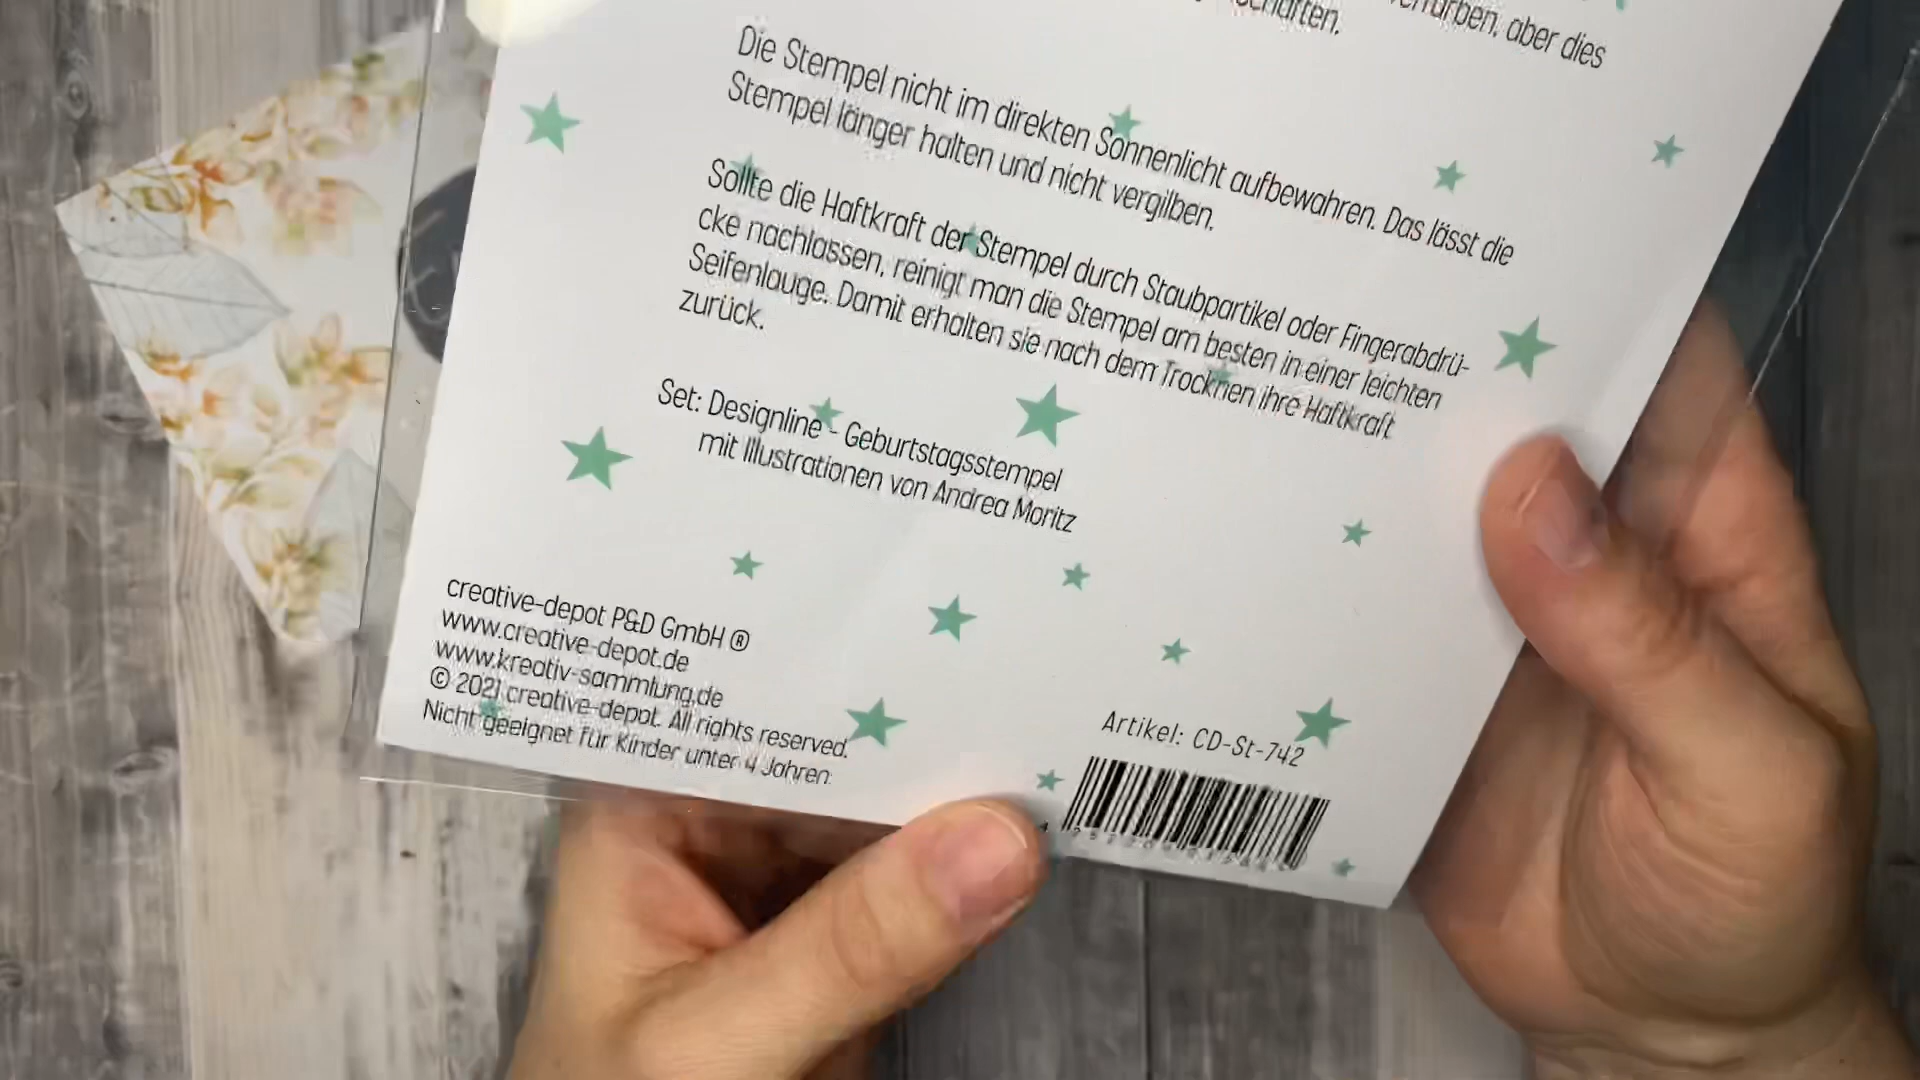 verfärben, aber dies
Die Stempel nicht im direkten Sonnenlicht aufbewahren. Das lässt die
Stempel länger halten und nicht vergilben.
Sollte die Haftkraft der Stempel durch Staubpartikel oder Fingerabdrü-
cke nachlassen, reinigt man die Stempel am besten in einer leichten
Seifenlauge. Damit erhalten sie nach dem Trocknen ihre Haftkraft
zurück.
Set: Designline - Geburtstagsstempel
mit Illustrationen von Andrea Moritz
creative-depot P&D GmbH ®
www.creative-depot.de
www.kreativ-sammlung.de
© 2021 creative-depot. All rights reserved.
Nicht geeignet für Kinder unter 4 Jahren.
Artikel: CD-St-742